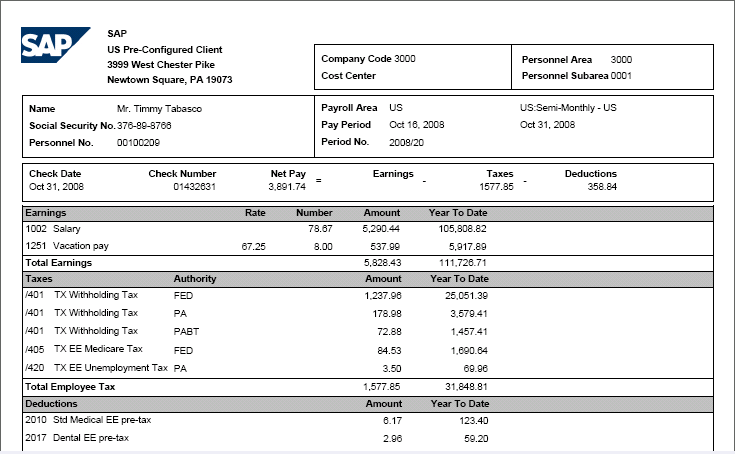 SAP
SAP
US Pre-Configured Client
3999 West Chester Pike
Newtown Square, PA 19073
Company Code 3000 Personnel Area 3000
Cost Center Personnel Subarea 0001
Name Mr. Timmy Tabasco Payroll Area US US:Semi-Monthly - US
Social Security No. 376-89-8766 Pay Period Oct 16, 2008 Oct 31, 2008
Personnel No. 00100209 Period No. 2008/20
Check Date Check Number Net Pay Earnings Taxes Deductions
Oct 31, 2008 01432631 3,891.74 = - 1577.85 - 358.84
Earnings Rate Number Amount Year To Date
1002 Salary 78.67 5,290.44 105,808.82
1251 Vacation pay 67.25 8.00 537.99 5,917.89
Total Earnings 5,828.43 111,726.71
Taxes Authority Amount Year To Date
/401 TX Withholding Tax FED 1,237.96 25,051.39
/401 TX Withholding Tax PA 178.98 3,579.41
/401 TX Withholding Tax PABT 72.88 1,457.41
/405 TX EE Medicare Tax FED 84.53 1,690.64
/420 TX EE Unemployment Tax PA 3.50 69.96
Total Employee Tax 1,577.85 31,848.81
Deductions Amount Year To Date
2010 Std Medical EE pre-tax 6.17 123.40
2017 Dental EE pre-tax 2.96 59.20